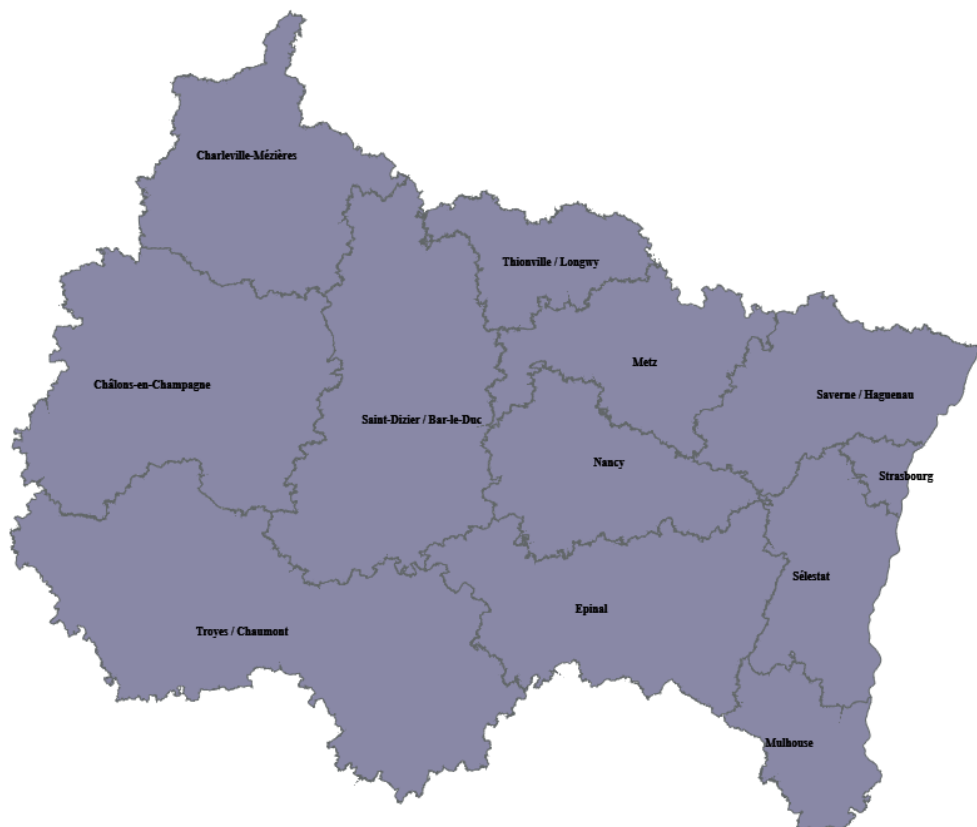 Charleville-Mézières
Thionville / Longwy
Metz
Châlons-en-Champagne
Saverne / Haguenau
Saint-Dizier / Bar-le-Duc
Nancy
Strasbourg
Sélestat
Epinal
Troyes / Chaumont
Mulhouse